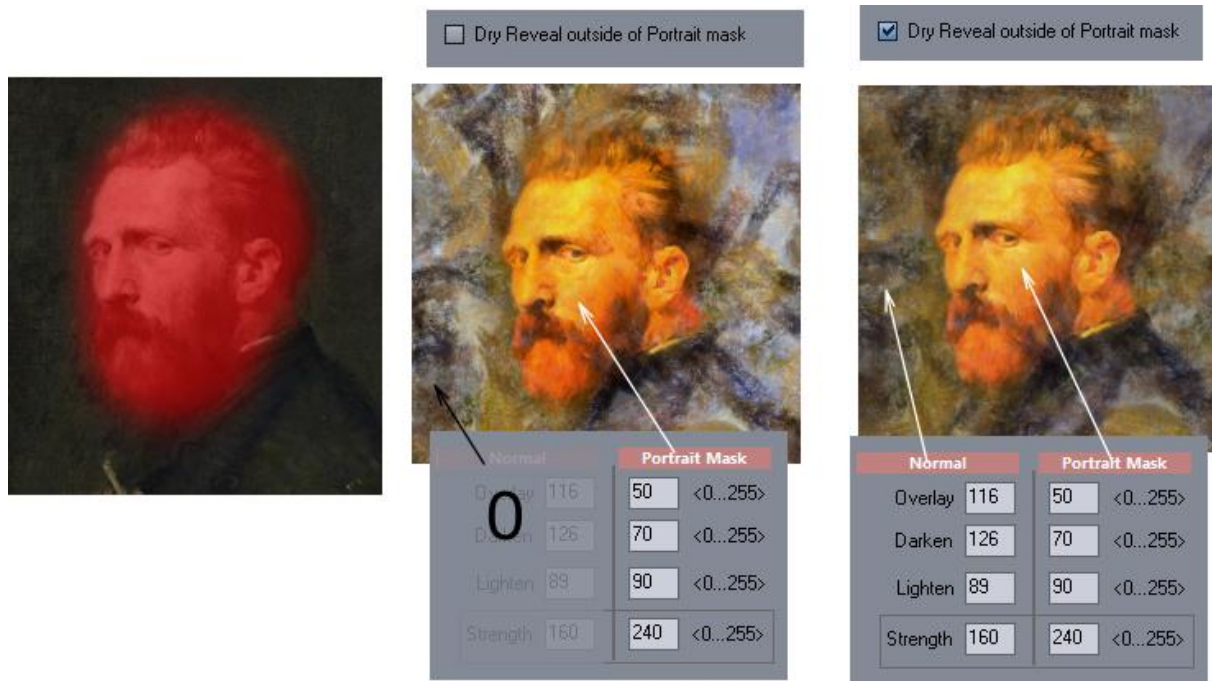 Dry Reveal outside of Portrait mask
Dry Reveal outside of Portrait mask
Normal Portrait Mask
Overlay 116 50 <0...255>
0
Darken 126 70 <0...255>
Lighten 89 90 <0...255>
Strength 160 240 <0...255>
Normal Portrait Mask
Overlay 116 50 <0...255>
Darken 126 70 <0...255>
Lighten 89 90 <0...255>
Strength 160 240 <0...255>